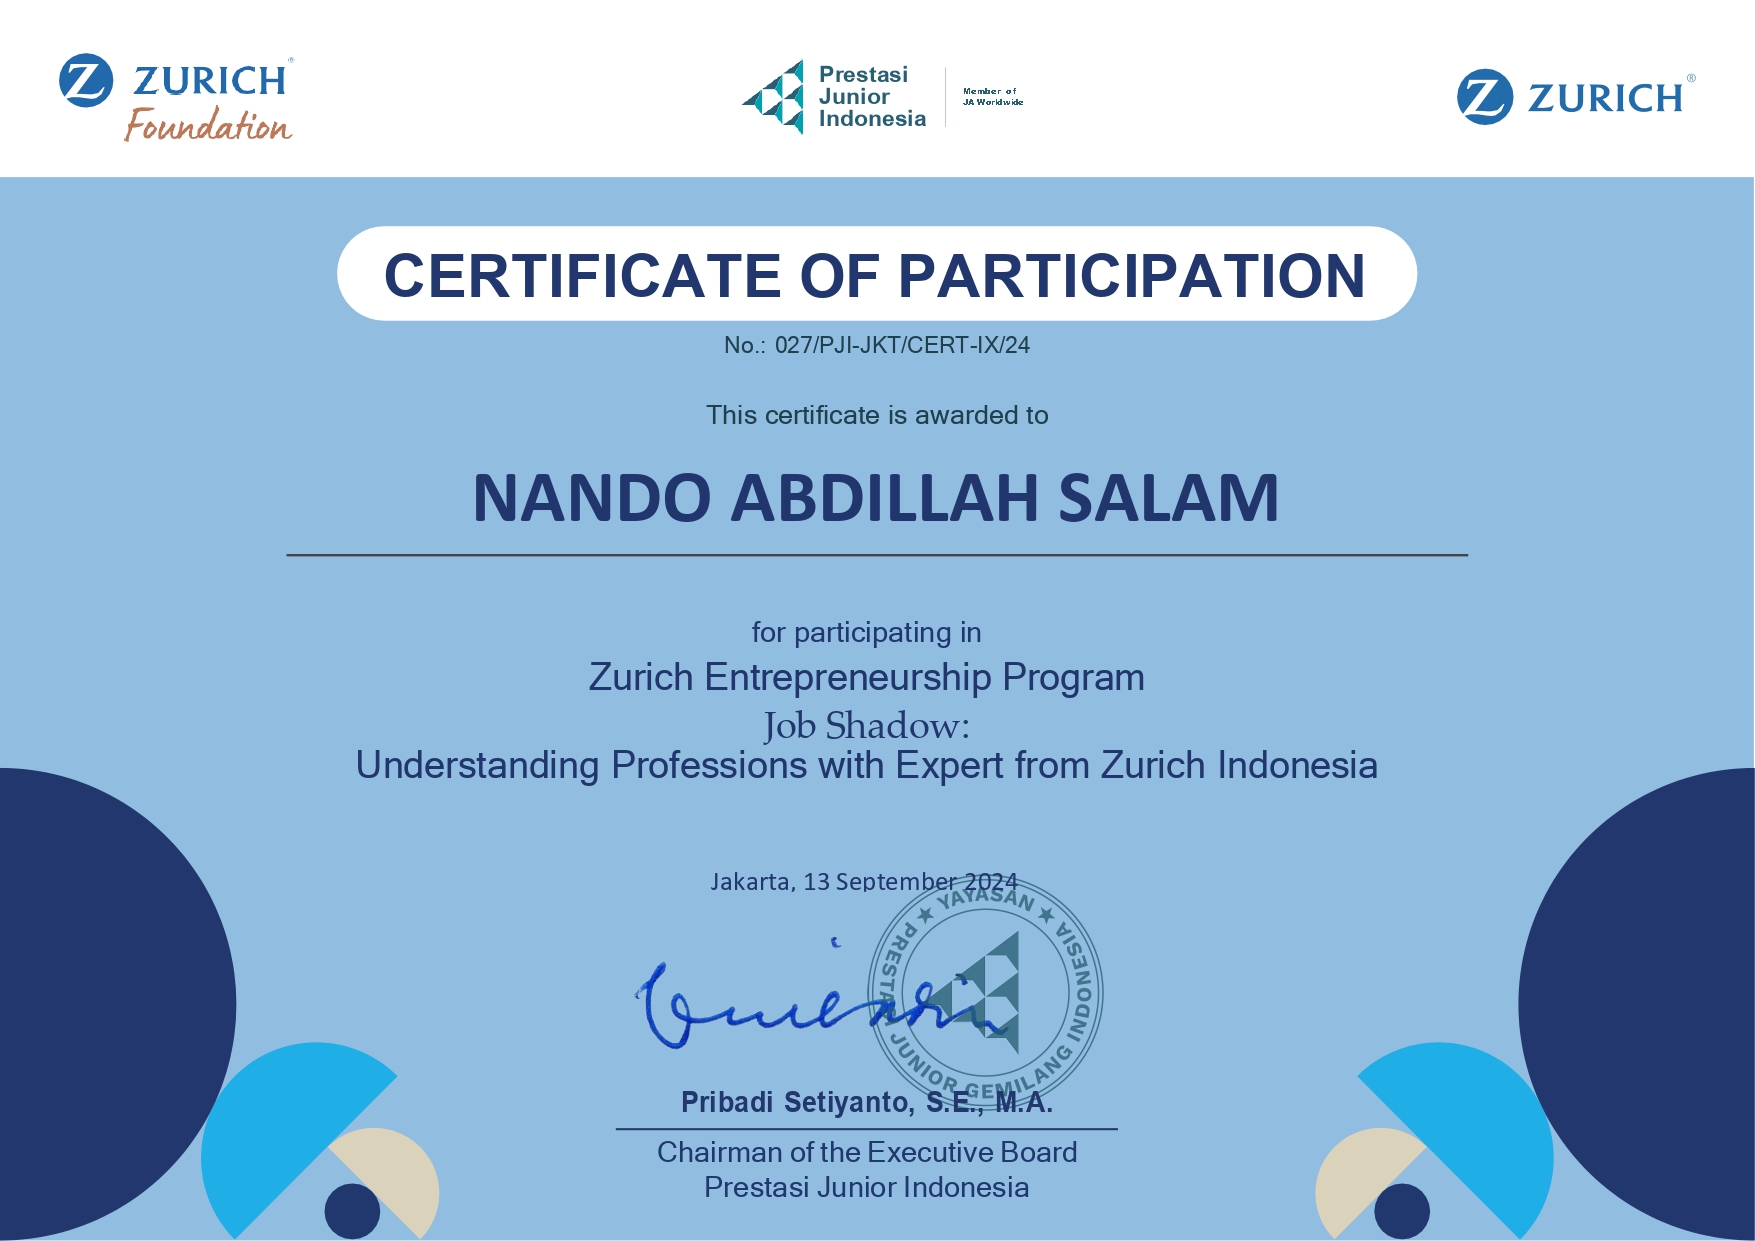 ZURICH®
Foundation
Prestasi
Junior
Indonesia
Member of
JA Worldwide
ZURICH®
CERTIFICATE OF PARTICIPATION
No.: 027/PJI-JKT/CERT-IX/24
This certificate is awarded to
NANDO ABDILLAH SALAM
for participating in
Zurich Entrepreneurship Program
Job Shadow:
Understanding Professions with Expert from Zurich Indonesia
Jakarta, 13 September 2024
YAYASAN
PRESTASI JUNIOR GEMILANG INDONESIA
Pribadi Setiyanto, S.E., M.A.
Chairman of the Executive Board
Prestasi Junior Indonesia